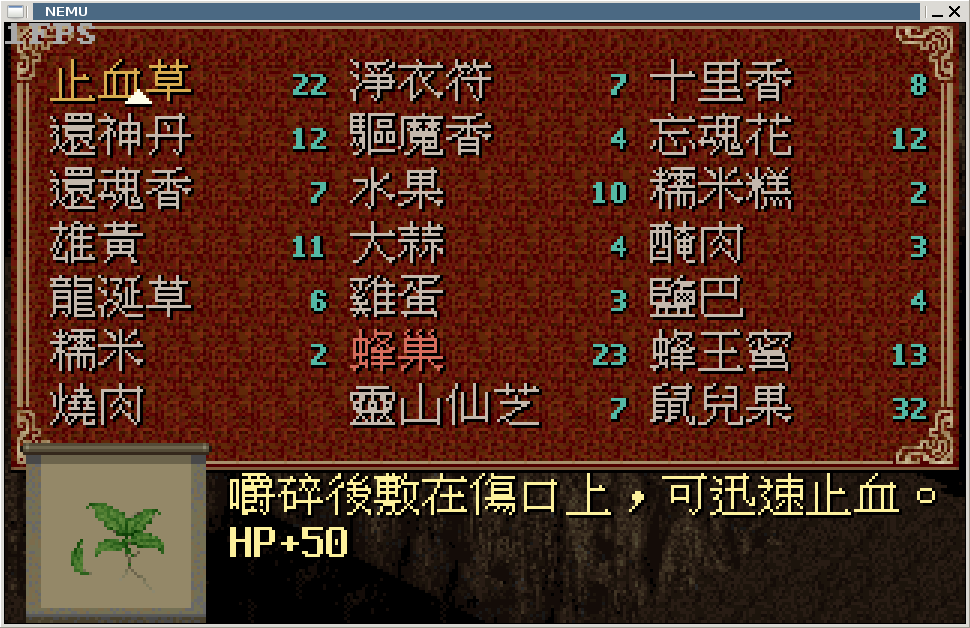 NEMU
1FPS
止血草 22 淨衣符 7 十里香 8
還神丹 12 驅魔香 4 忘魂花 12
還魂香 7 水果 10 糯米糕 2
雄黃 11 大蒜 4 醃肉 3
龍涎草 6 雞蛋 3 鹽巴 4
糯米 2 蜂巢 23 蜂王蜜 13
燒肉 靈山仙芝 7 鼠兒果 32
嚼碎後敷在傷口上，可迅速止血。
HP+50